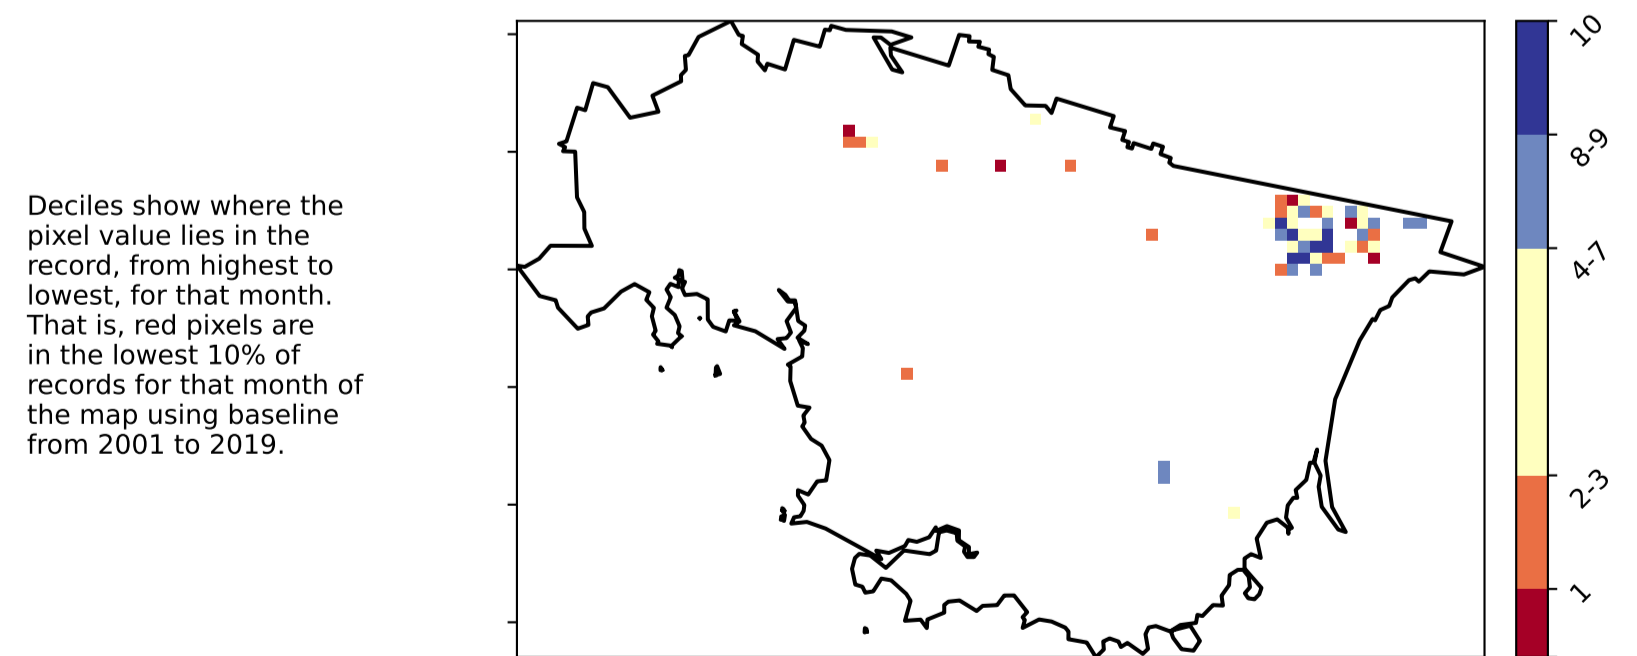 Deciles show where the
pixel value lies in the
record, from highest to
lowest, for that month.
That is, red pixels are
in the lowest 10% of
records for that month of
the map using baseline
from 2001 to 2019.
10
8-9
4-7
2-3
1